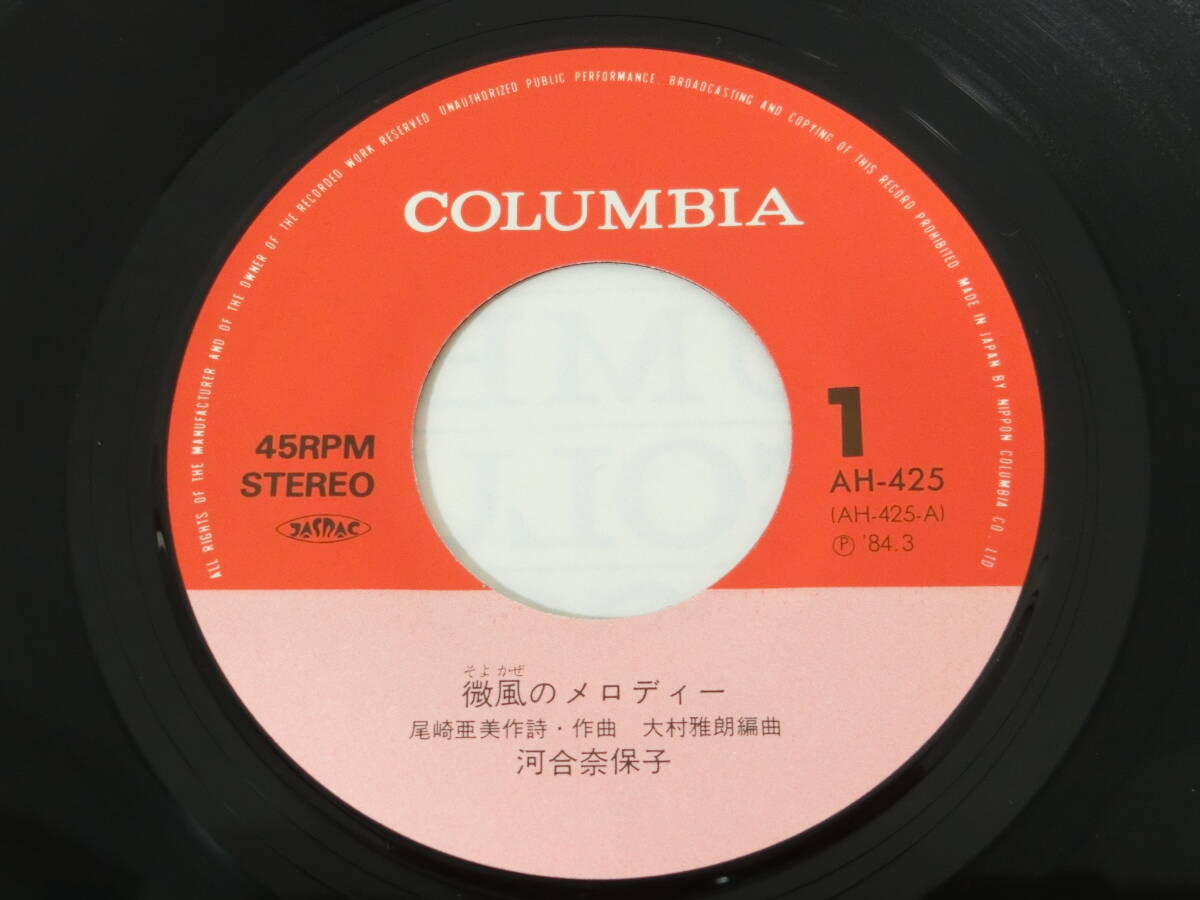 ALL RIGHTS OF THE MANUFACTURER AND OF THE OWNER OF THE RECORDED WORK RESERVED UNAUTHORIZED PUBLIC PERFORMANCE. BROADCASTING AND COPYING OF THIS RECORD PROHIBITED MADE IN JAPAN BY NIPPON COLUMBIA CO., LTD
COLUMBIA
45RPM
STEREO
JASRAC
1
AH-425
(AH-425-A)
Ⓟ '84.3
そよ かぜ
微風のメロディー
尾崎亜美作詩・作曲 大村雅朗編曲
河合奈保子